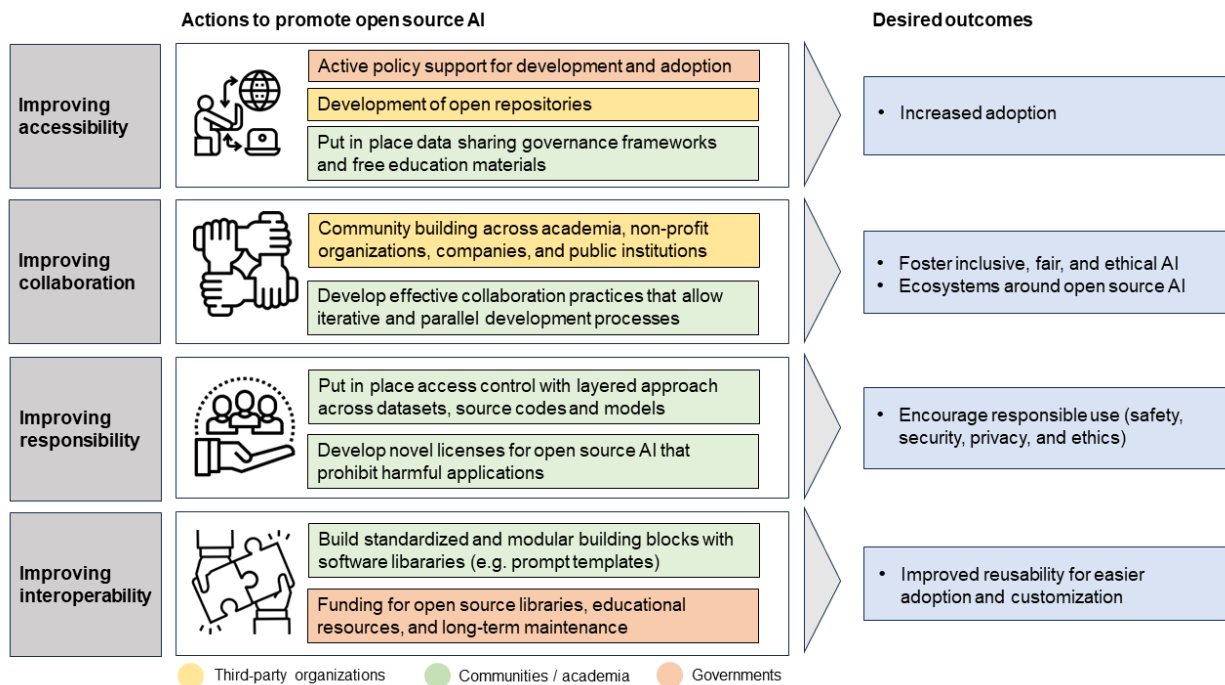 Actions to promote open source AI
Desired outcomes
Improving
accessibility
Active policy support for development and adoption
Development of open repositories
Put in place data sharing governance frameworks
and free education materials
• Increased adoption
Improving
collaboration
Community building across academia, non-profit
organizations, companies, and public institutions
Develop effective collaboration practices that allow
iterative and parallel development processes
• Foster inclusive, fair, and ethical AI
• Ecosystems around open source AI
Improving
responsibility
Put in place access control with layered approach
across datasets, source codes and models
Develop novel licenses for open source AI that
prohibit harmful applications
• Encourage responsible use (safety,
security, privacy, and ethics)
Improving
interoperability
Build standardized and modular building blocks with
software libararies (e.g. prompt templates)
Funding for open source libraries, educational
resources, and long-term maintenance
• Improved reusability for easier
adoption and customization
Third-party organizations
Communities / academia
Governments